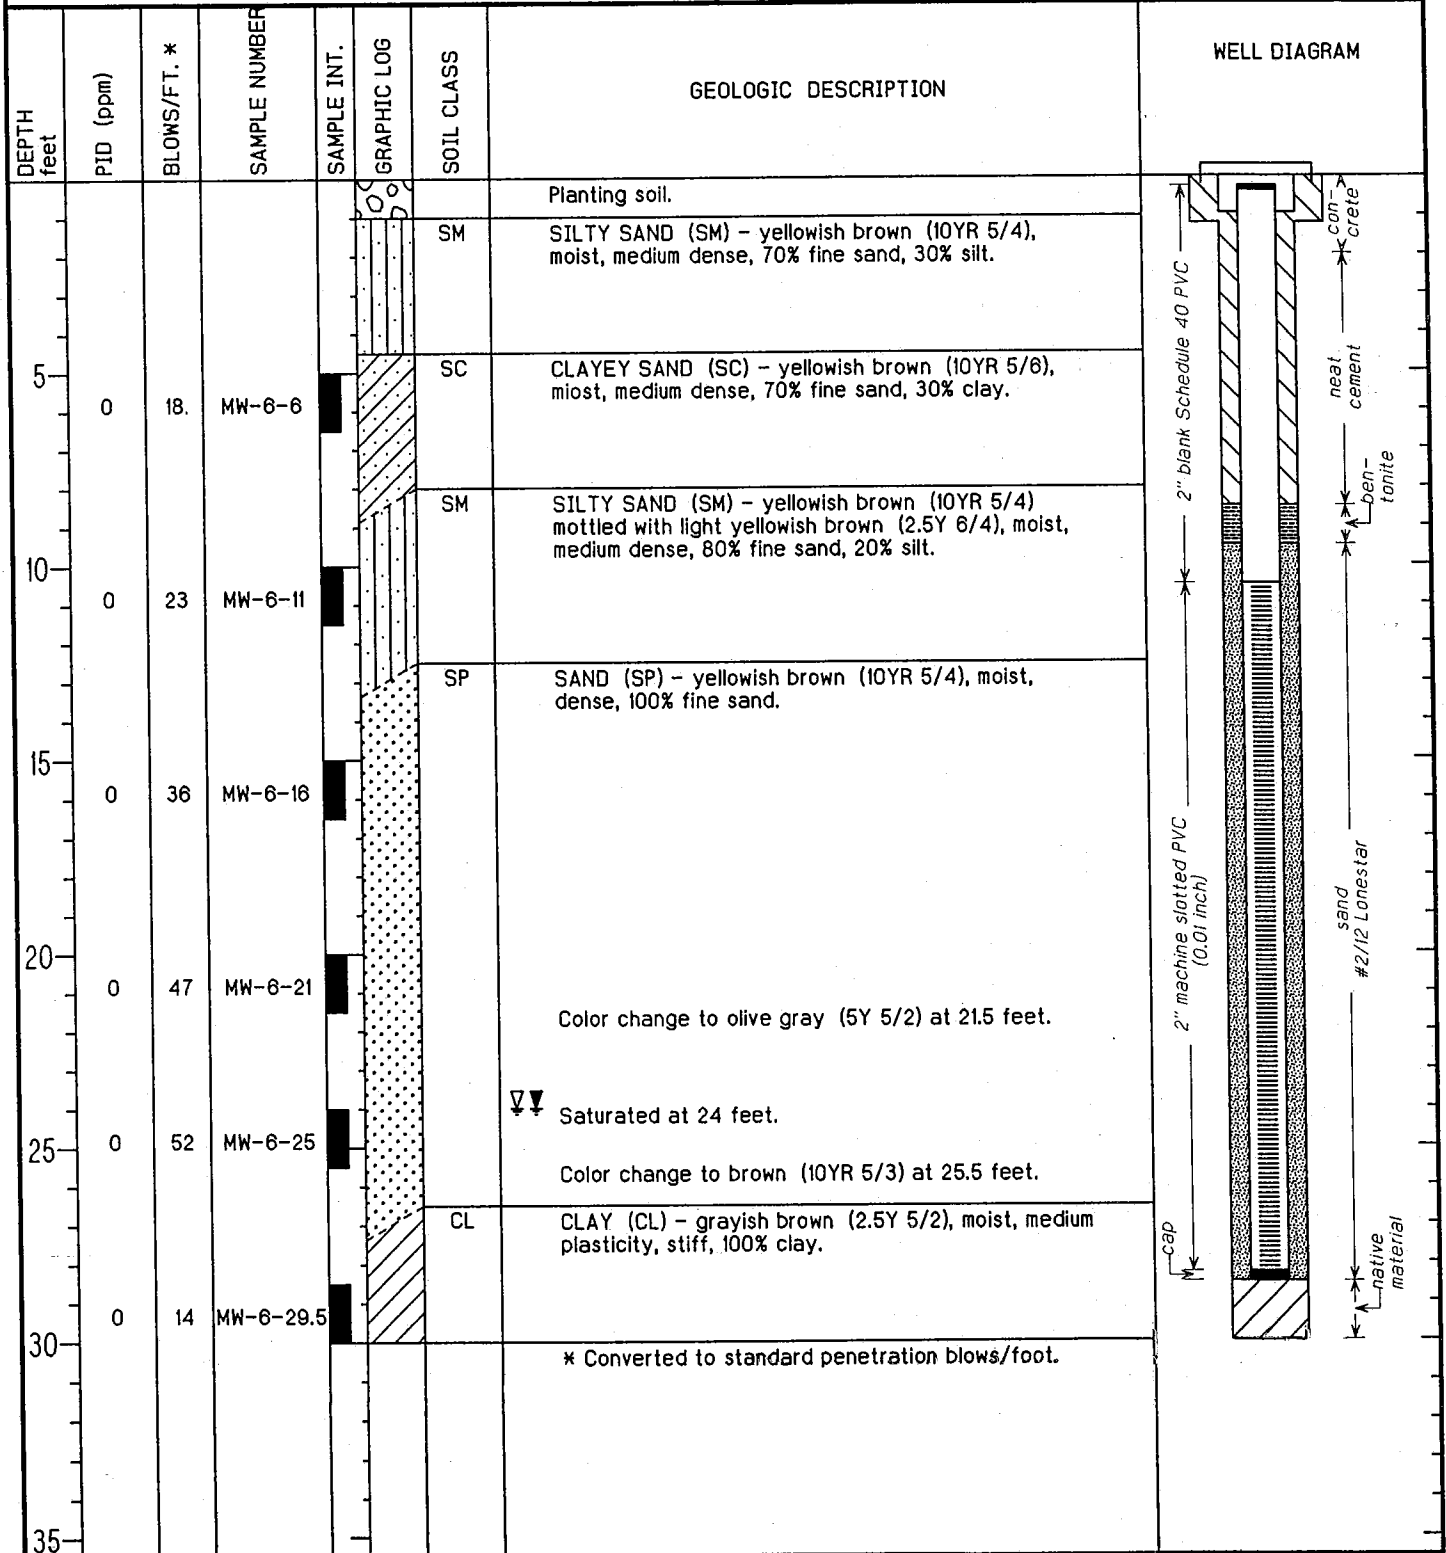 DEPTH feet
PID (ppm)
BLOWS/FT. *
SAMPLE NUMBER
SAMPLE INT.
GRAPHIC LOG
SOIL CLASS
GEOLOGIC DESCRIPTION
WELL DIAGRAM
Planting soil.
SM
SILTY SAND (SM) - yellowish brown (10YR 5/4),
moist, medium dense, 70% fine sand, 30% silt.
5
SC
CLAYEY SAND (SC) - yellowish brown (10YR 5/6),
miost, medium dense, 70% fine sand, 30% clay.
0 18. MW-6-6
SM
SILTY SAND (SM) - yellowish brown (10YR 5/4)
mottled with light yellowish brown (2.5Y 6/4), moist,
medium dense, 80% fine sand, 20% silt.
10
0 23 MW-6-11
SP
SAND (SP) - yellowish brown (10YR 5/4), moist,
dense, 100% fine sand.
15
0 36 MW-6-16
20
0 47 MW-6-21
Color change to olive gray (5Y 5/2) at 21.5 feet.
Saturated at 24 feet.
25
0 52 MW-6-25
Color change to brown (10YR 5/3) at 25.5 feet.
CL
CLAY (CL) - grayish brown (2.5Y 5/2), moist, medium
plasticity, stiff, 100% clay.
0 14 MW-6-29.5
30
* Converted to standard penetration blows/foot.
35
2" blank Schedule 40 PVC
2" machine slotted PVC
(0.01 inch)
cap
con-
crete
neat
cement
ben-
tonite
sand
#2/12 Lonestar
native
material